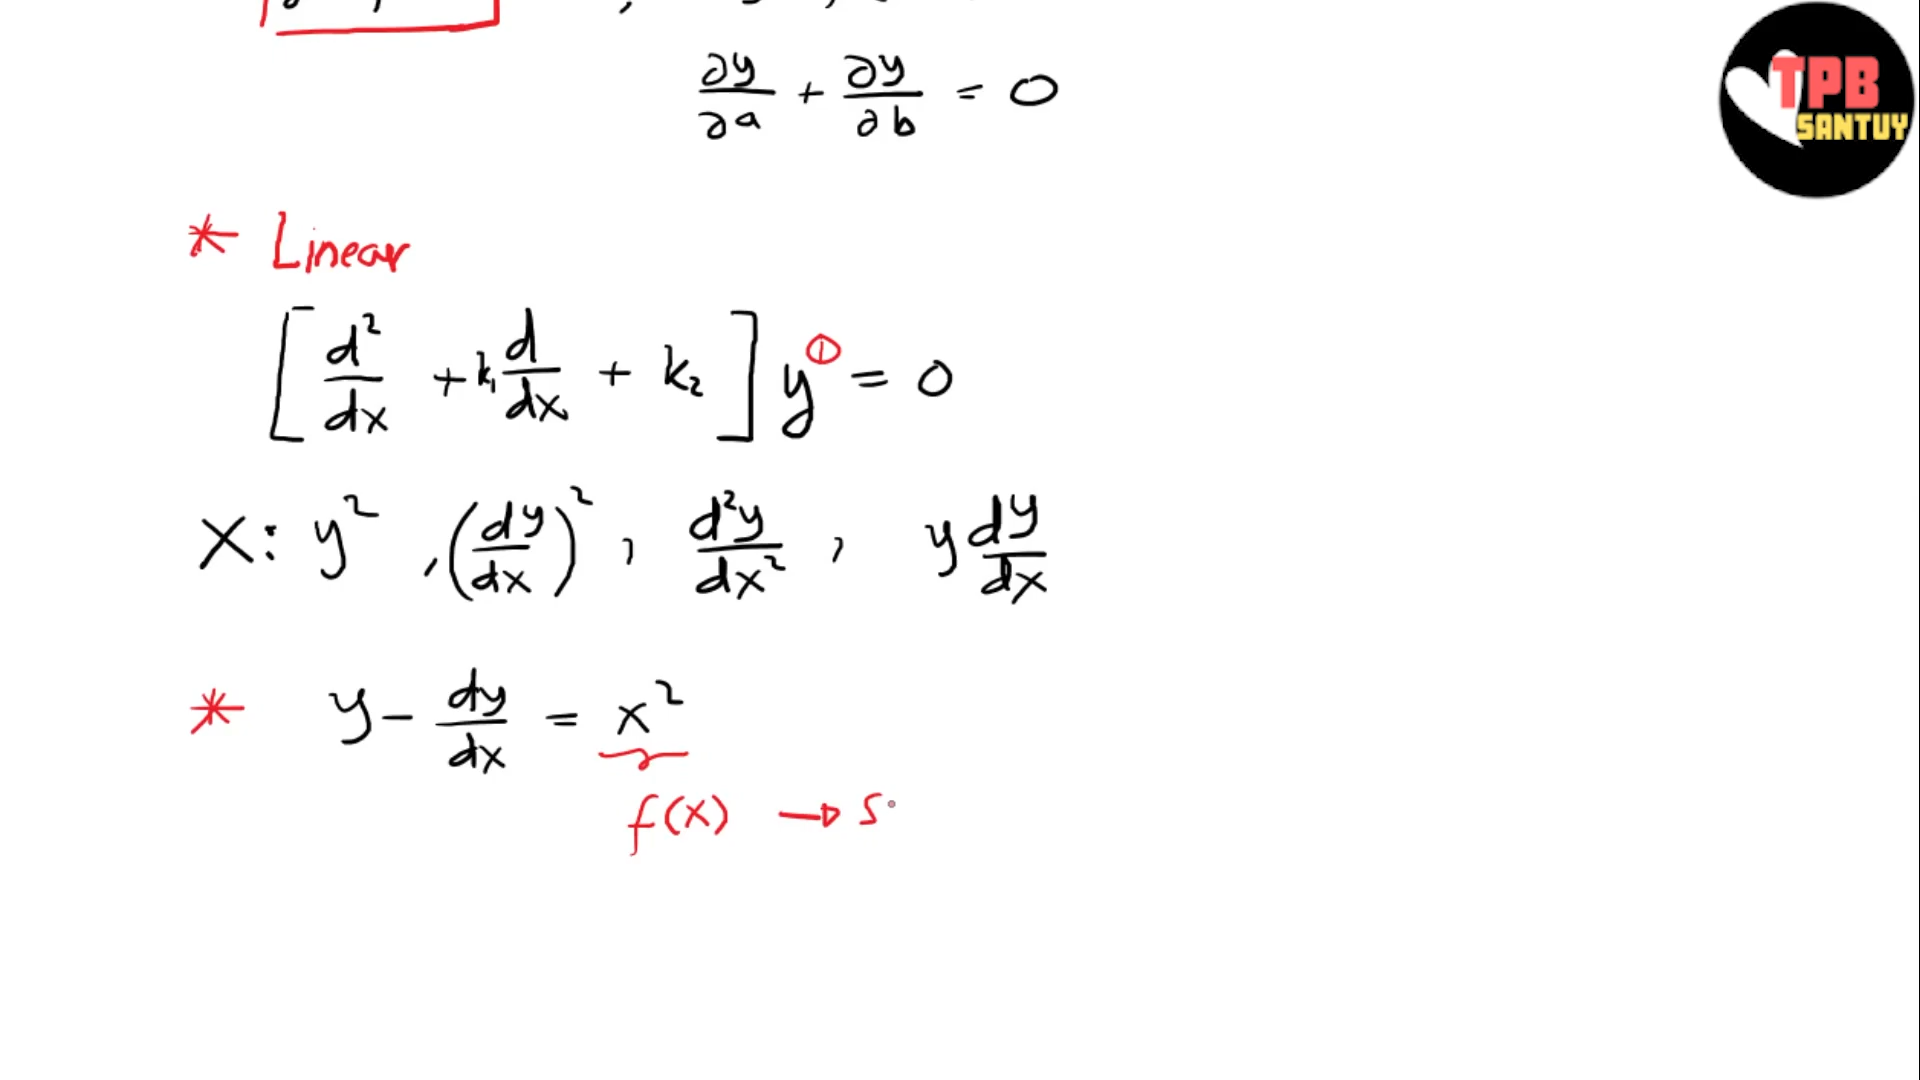 ∂y/∂a + ∂y/∂b = 0
TPB
SANTUY
* Linear
[d²/dx + k₁ d/dx + k₂] y^① = 0
X: y², (dy/dx)², d²y/dx², y dy/dx
* y - dy/dx = x²
f(x) → s